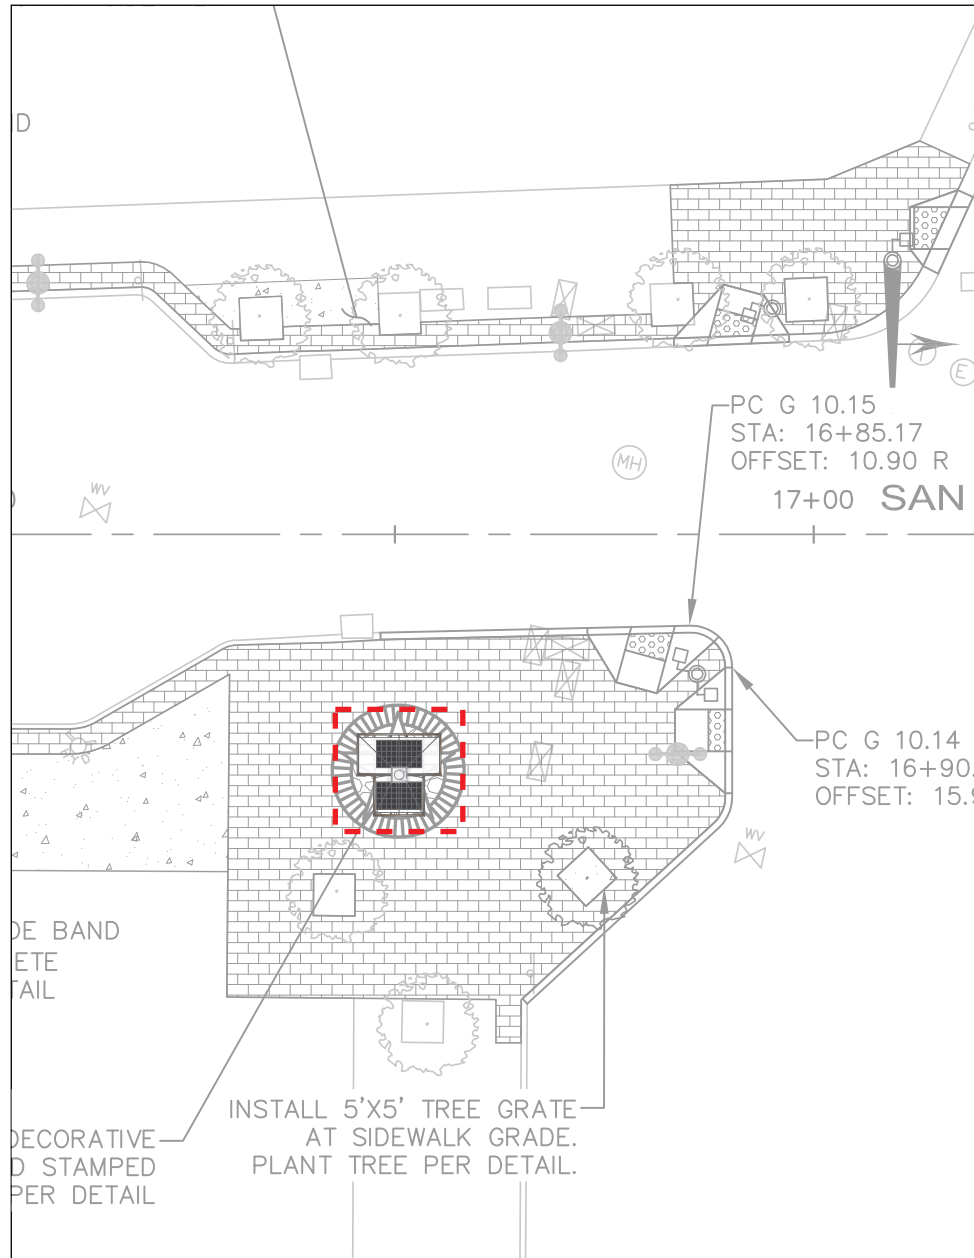 ID
PC G 10.15
STA: 16+85.17
OFFSET: 10.90 R
17+00 SAN
MH
WV
T
E
PC G 10.14
STA: 16+90.
OFFSET: 15.9
WV
DE BAND
ETE
TAIL
INSTALL 5'X5' TREE GRATE
AT SIDEWALK GRADE.
PLANT TREE PER DETAIL.
DECORATIVE
D STAMPED
PER DETAIL